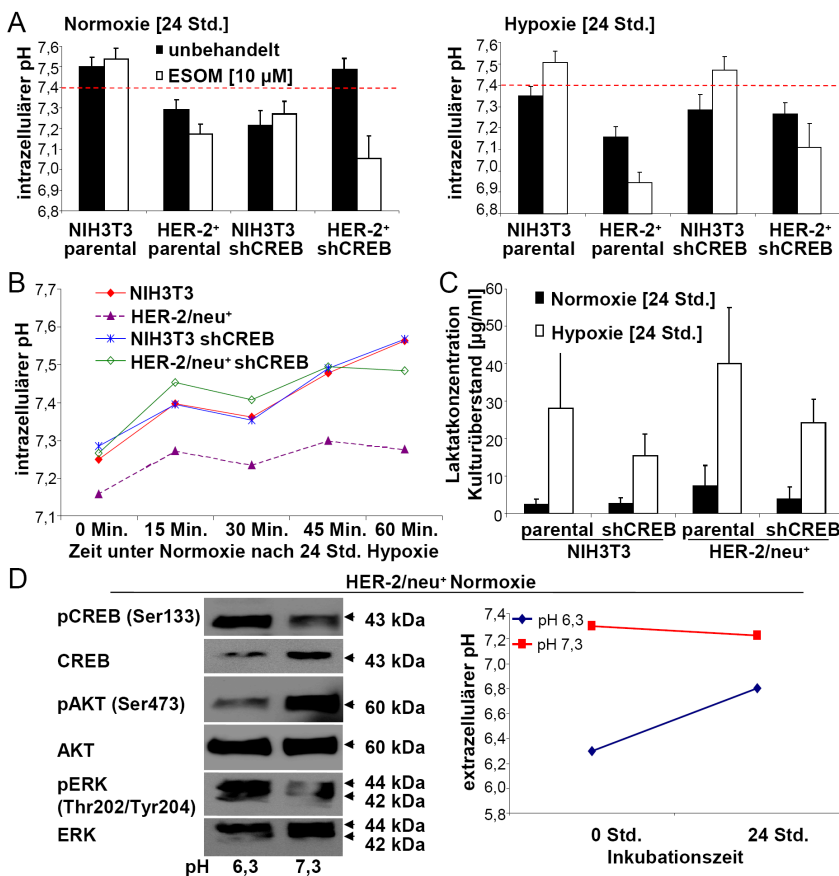 A
Normoxie [24 Std.]
intrazellulärer pH
7,6
7,5
7,4
7,3
7,2
7,1
7,0
6,9
6,8
unbehandelt
ESOM [10 µM]
NIH3T3 parental
HER-2⁺ parental
NIH3T3 shCREB
HER-2⁺ shCREB
Hypoxie [24 Std.]
intrazellulärer pH
7,6
7,5
7,4
7,3
7,2
7,1
7,0
6,9
6,8
NIH3T3 parental
HER-2⁺ parental
NIH3T3 shCREB
HER-2⁺ shCREB
B
intrazellulärer pH
7,7
7,6
7,5
7,4
7,3
7,2
7,1
NIH3T3
HER-2/neu⁺
NIH3T3 shCREB
HER-2/neu⁺ shCREB
0 Min. 15 Min. 30 Min. 45 Min. 60 Min.
Zeit unter Normoxie nach 24 Std. Hypoxie
C
Laktatkonzentration
Kulturüberstand [µg/ml]
60
50
40
30
20
10
0
Normoxie [24 Std.]
Hypoxie [24 Std.]
parental shCREB parental shCREB
NIH3T3 HER-2/neu⁺
D
HER-2/neu⁺ Normoxie
pCREB (Ser133) 43 kDa
CREB 43 kDa
pAKT (Ser473) 60 kDa
AKT 60 kDa
pERK 44 kDa
(Thr202/Tyr204) 42 kDa
ERK 44 kDa
42 kDa
pH 6,3 7,3
extrazellulärer pH
7,4
7,2
7,0
6,8
6,6
6,4
6,2
6,0
5,8
pH 6,3
pH 7,3
0 Std. 24 Std.
Inkubationszeit